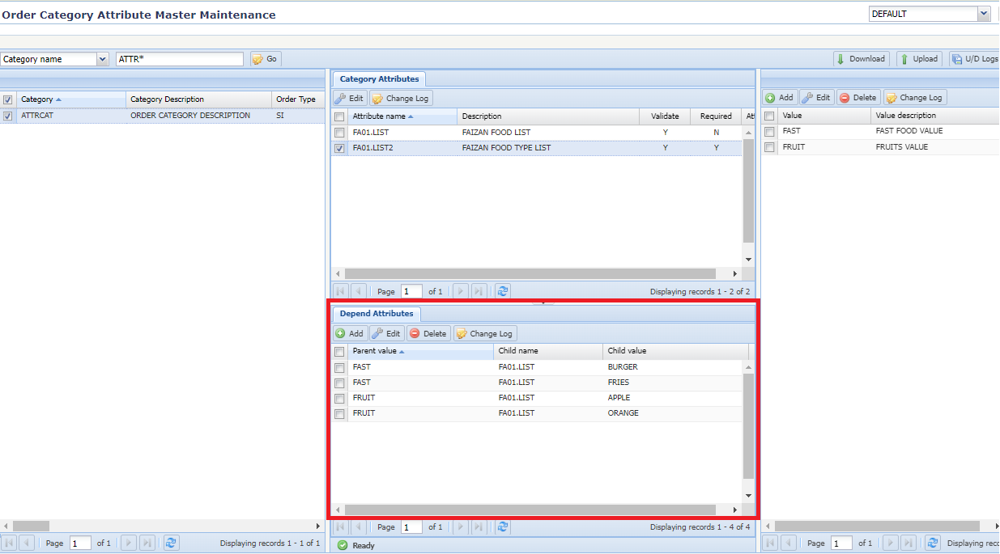 Order Category Attribute Master Maintenance
DEFAULT
Category name
ATTR*
Go
Download
Upload
U/D Logs
Category
Category Description
Order Type
ATTRCAT
ORDER CATEGORY DESCRIPTION
SI
Page 1 of 1
Displaying records 1 - 1 of 1
Category Attributes
Edit
Change Log
Attribute name
Description
Validate
Required
Att
FA01.LIST
FAIZAN FOOD LIST
Y
N
FA01.LIST2
FAIZAN FOOD TYPE LIST
Y
Y
Page 1 of 1
Displaying records 1 - 2 of 2
Depend Attributes
Add
Edit
Delete
Change Log
Parent value
Child name
Child value
FAST
FA01.LIST
BURGER
FAST
FA01.LIST
FRIES
FRUIT
FA01.LIST
APPLE
FRUIT
FA01.LIST
ORANGE
Page 1 of 1
Displaying records 1 - 4 of 4
Ready
Add
Edit
Delete
Change Log
Value
Value description
FAST
FAST FOOD VALUE
FRUIT
FRUITS VALUE
Page 1 of 1
Displaying reco